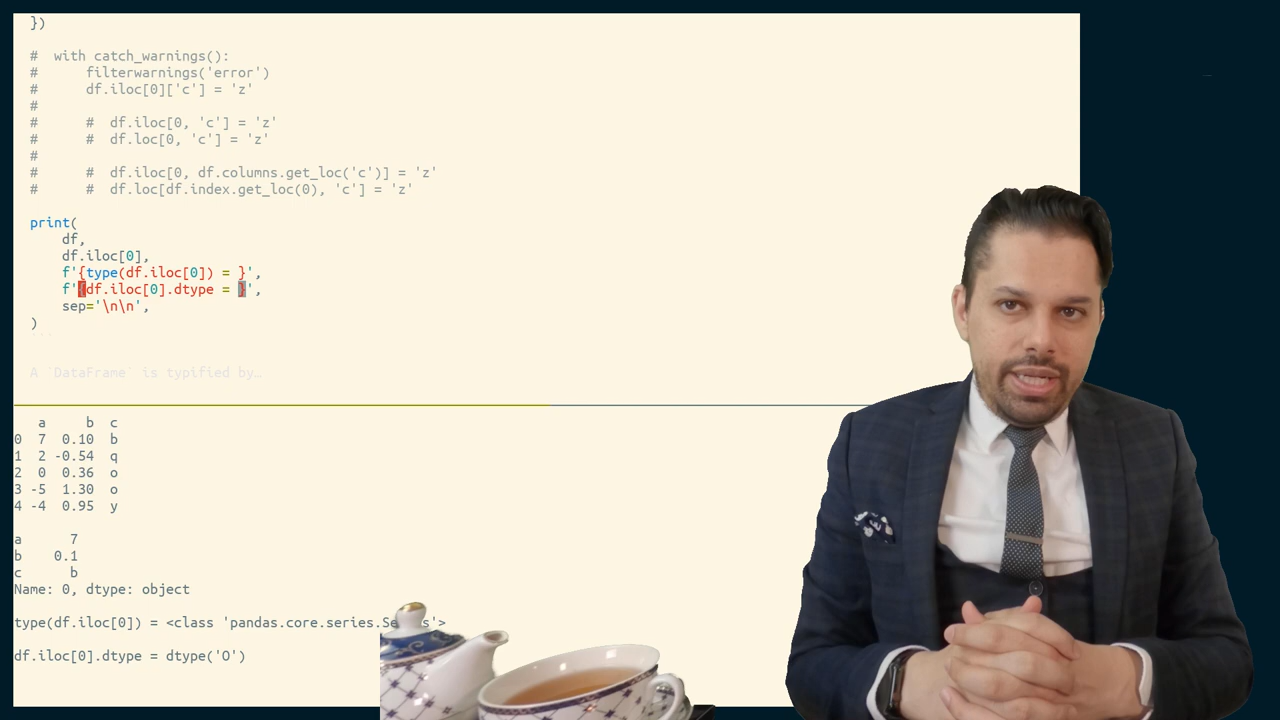 })
#  with catch_warnings():
#      filterwarnings('error')
#      df.iloc[0]['c'] = 'z'
#
#      #  df.iloc[0, 'c'] = 'z'
#      #  df.loc[0, 'c'] = 'z'
#
#      #  df.iloc[0, df.columns.get_loc('c')] = 'z'
#      #  df.loc[df.index.get_loc(0), 'c'] = 'z'
print(
    df,
    df.iloc[0],
    f'{type(df.iloc[0]) = }',
    f'{df.iloc[0].dtype = }',
    sep='\n\n',
)
```
A `DataFrame` is typified by…
   a     b  c
0  7  0.10  b
1  2 -0.54  q
2  0  0.36  o
3 -5  1.30  o
4 -4  0.95  y
a      7
b    0.1
c      b
Name: 0, dtype: object
type(df.iloc[0]) = <class 'pandas.core.series.Se s'>
df.iloc[0].dtype = dtype('O')